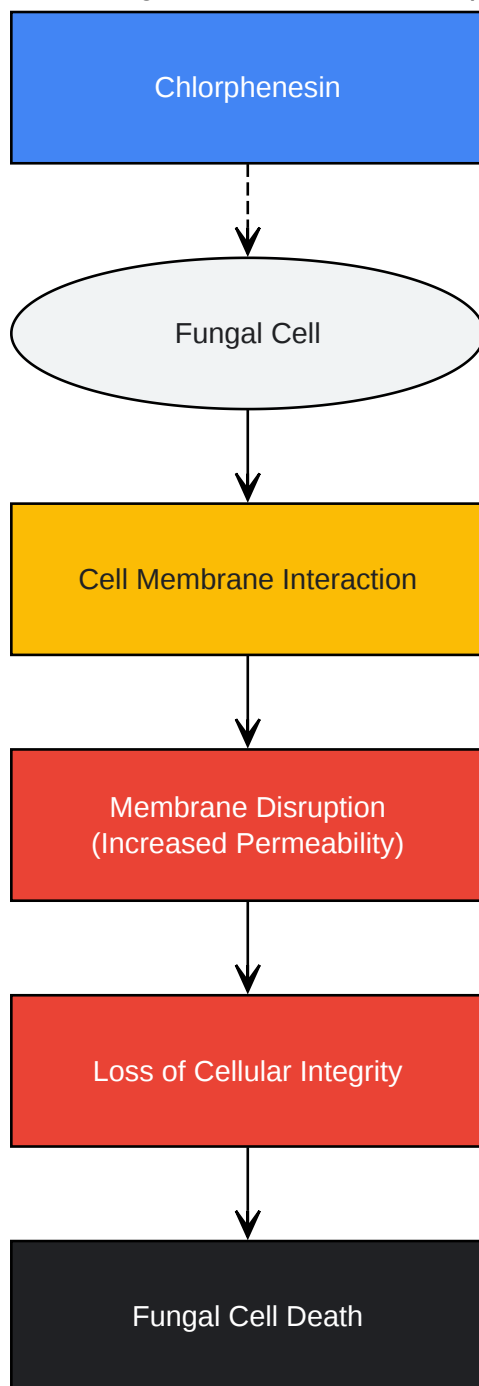 Chlorphenesin
Fungal Cell
Cell Membrane Interaction
Membrane Disruption
(Increased Permeability)
Loss of Cellular Integrity
Fungal Cell Death